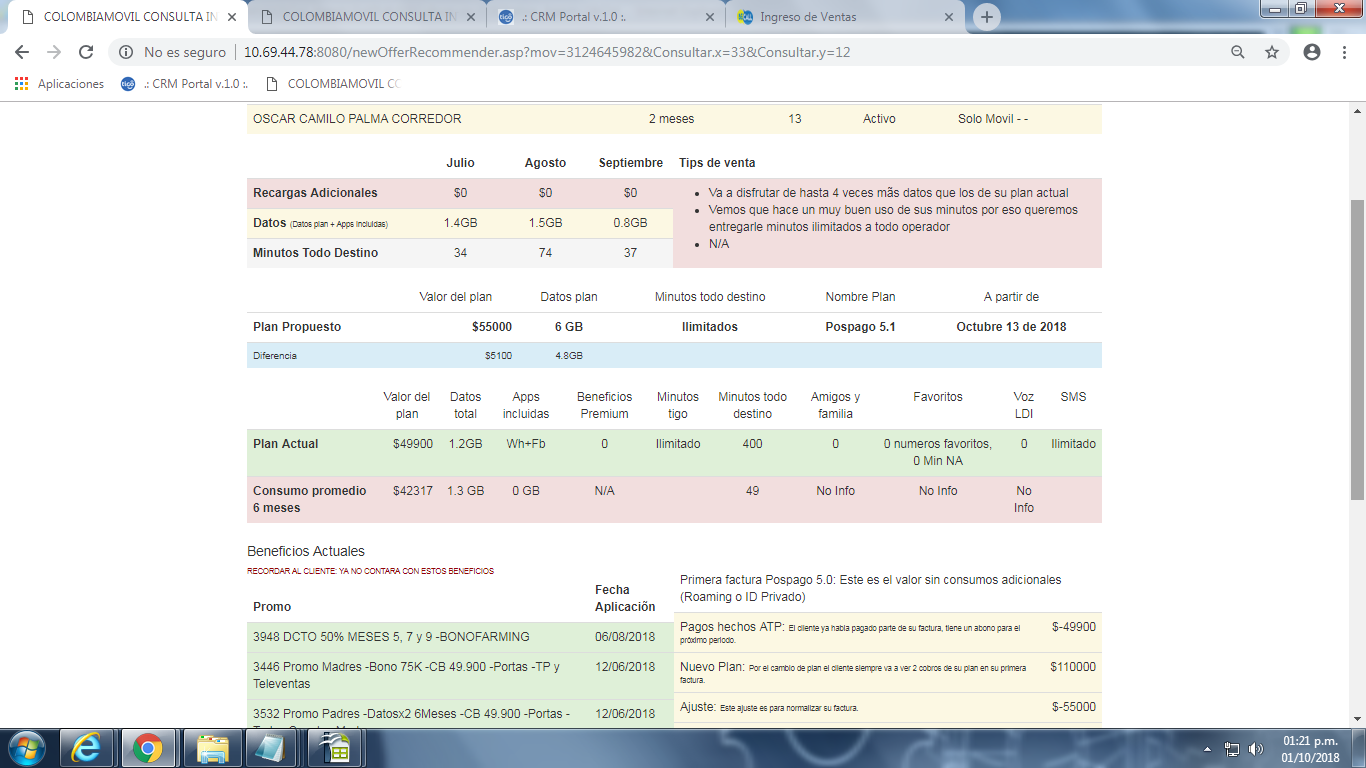 COLOMBIAMOVIL CONSULTA IN
COLOMBIAMOVIL CONSULTA IN
.: CRM Portal v.1.0 :.
Ingreso de Ventas
No es seguro
10.69.44.78:8080/newOfferRecommender.asp?mov=3124645982&Consultar.x=33&Consultar.y=12
Aplicaciones
.: CRM Portal v.1.0 :.
COLOMBIAMOVIL CO
OSCAR CAMILO PALMA CORREDOR 2 meses 13 Activo Solo Movil - -
Julio Agosto Septiembre Tips de venta
Recargas Adicionales $0 $0 $0
Datos (Datos plan + Apps incluidas) 1.4GB 1.5GB 0.8GB
Minutos Todo Destino 34 74 37
Va a disfrutar de hasta 4 veces mãs datos que los de su plan actual
Vemos que hace un muy buen uso de sus minutos por eso queremos
entregarle minutos ilimitados a todo operador
N/A
Valor del plan Datos plan Minutos todo destino Nombre Plan A partir de
Plan Propuesto $55000 6 GB Ilimitados Pospago 5.1 Octubre 13 de 2018
Diferencia $5100 4.8GB
Valor del Datos Apps Beneficios Minutos Minutos todo Amigos y Favoritos Voz SMS
plan total incluidas Premium tigo destino familia LDI
Plan Actual $49900 1.2GB Wh+Fb 0 Ilimitado 400 0 0 numeros favoritos, 0 Ilimitado
0 Min NA
Consumo promedio $42317 1.3 GB 0 GB N/A 49 No Info No Info No
6 meses Info
Beneficios Actuales
RECORDAR AL CLIENTE: YA NO CONTARA CON ESTOS BENEFICIOS
Promo Fecha
Aplicaciõn
3948 DCTO 50% MESES 5, 7 y 9 -BONOFARMING 06/08/2018
3446 Promo Madres -Bono 75K -CB 49.900 -Portas -TP y 12/06/2018
Televentas
3532 Promo Padres -Datosx2 6Meses -CB 49.900 -Portas - 12/06/2018
Primera factura Pospago 5.0: Este es el valor sin consumos adicionales
(Roaming o ID Privado)
Pagos hechos ATP: El cliente ya habia pagado parte de su factura, tiene un abono para el $-49900
próximo periodo.
Nuevo Plan: Por el cambio de plan el cliente siempre va a ver 2 cobros de su plan en su primera $110000
factura.
Ajuste: Este ajuste es para normalizar su factura. $-55000
01:21 p.m.
01/10/2018